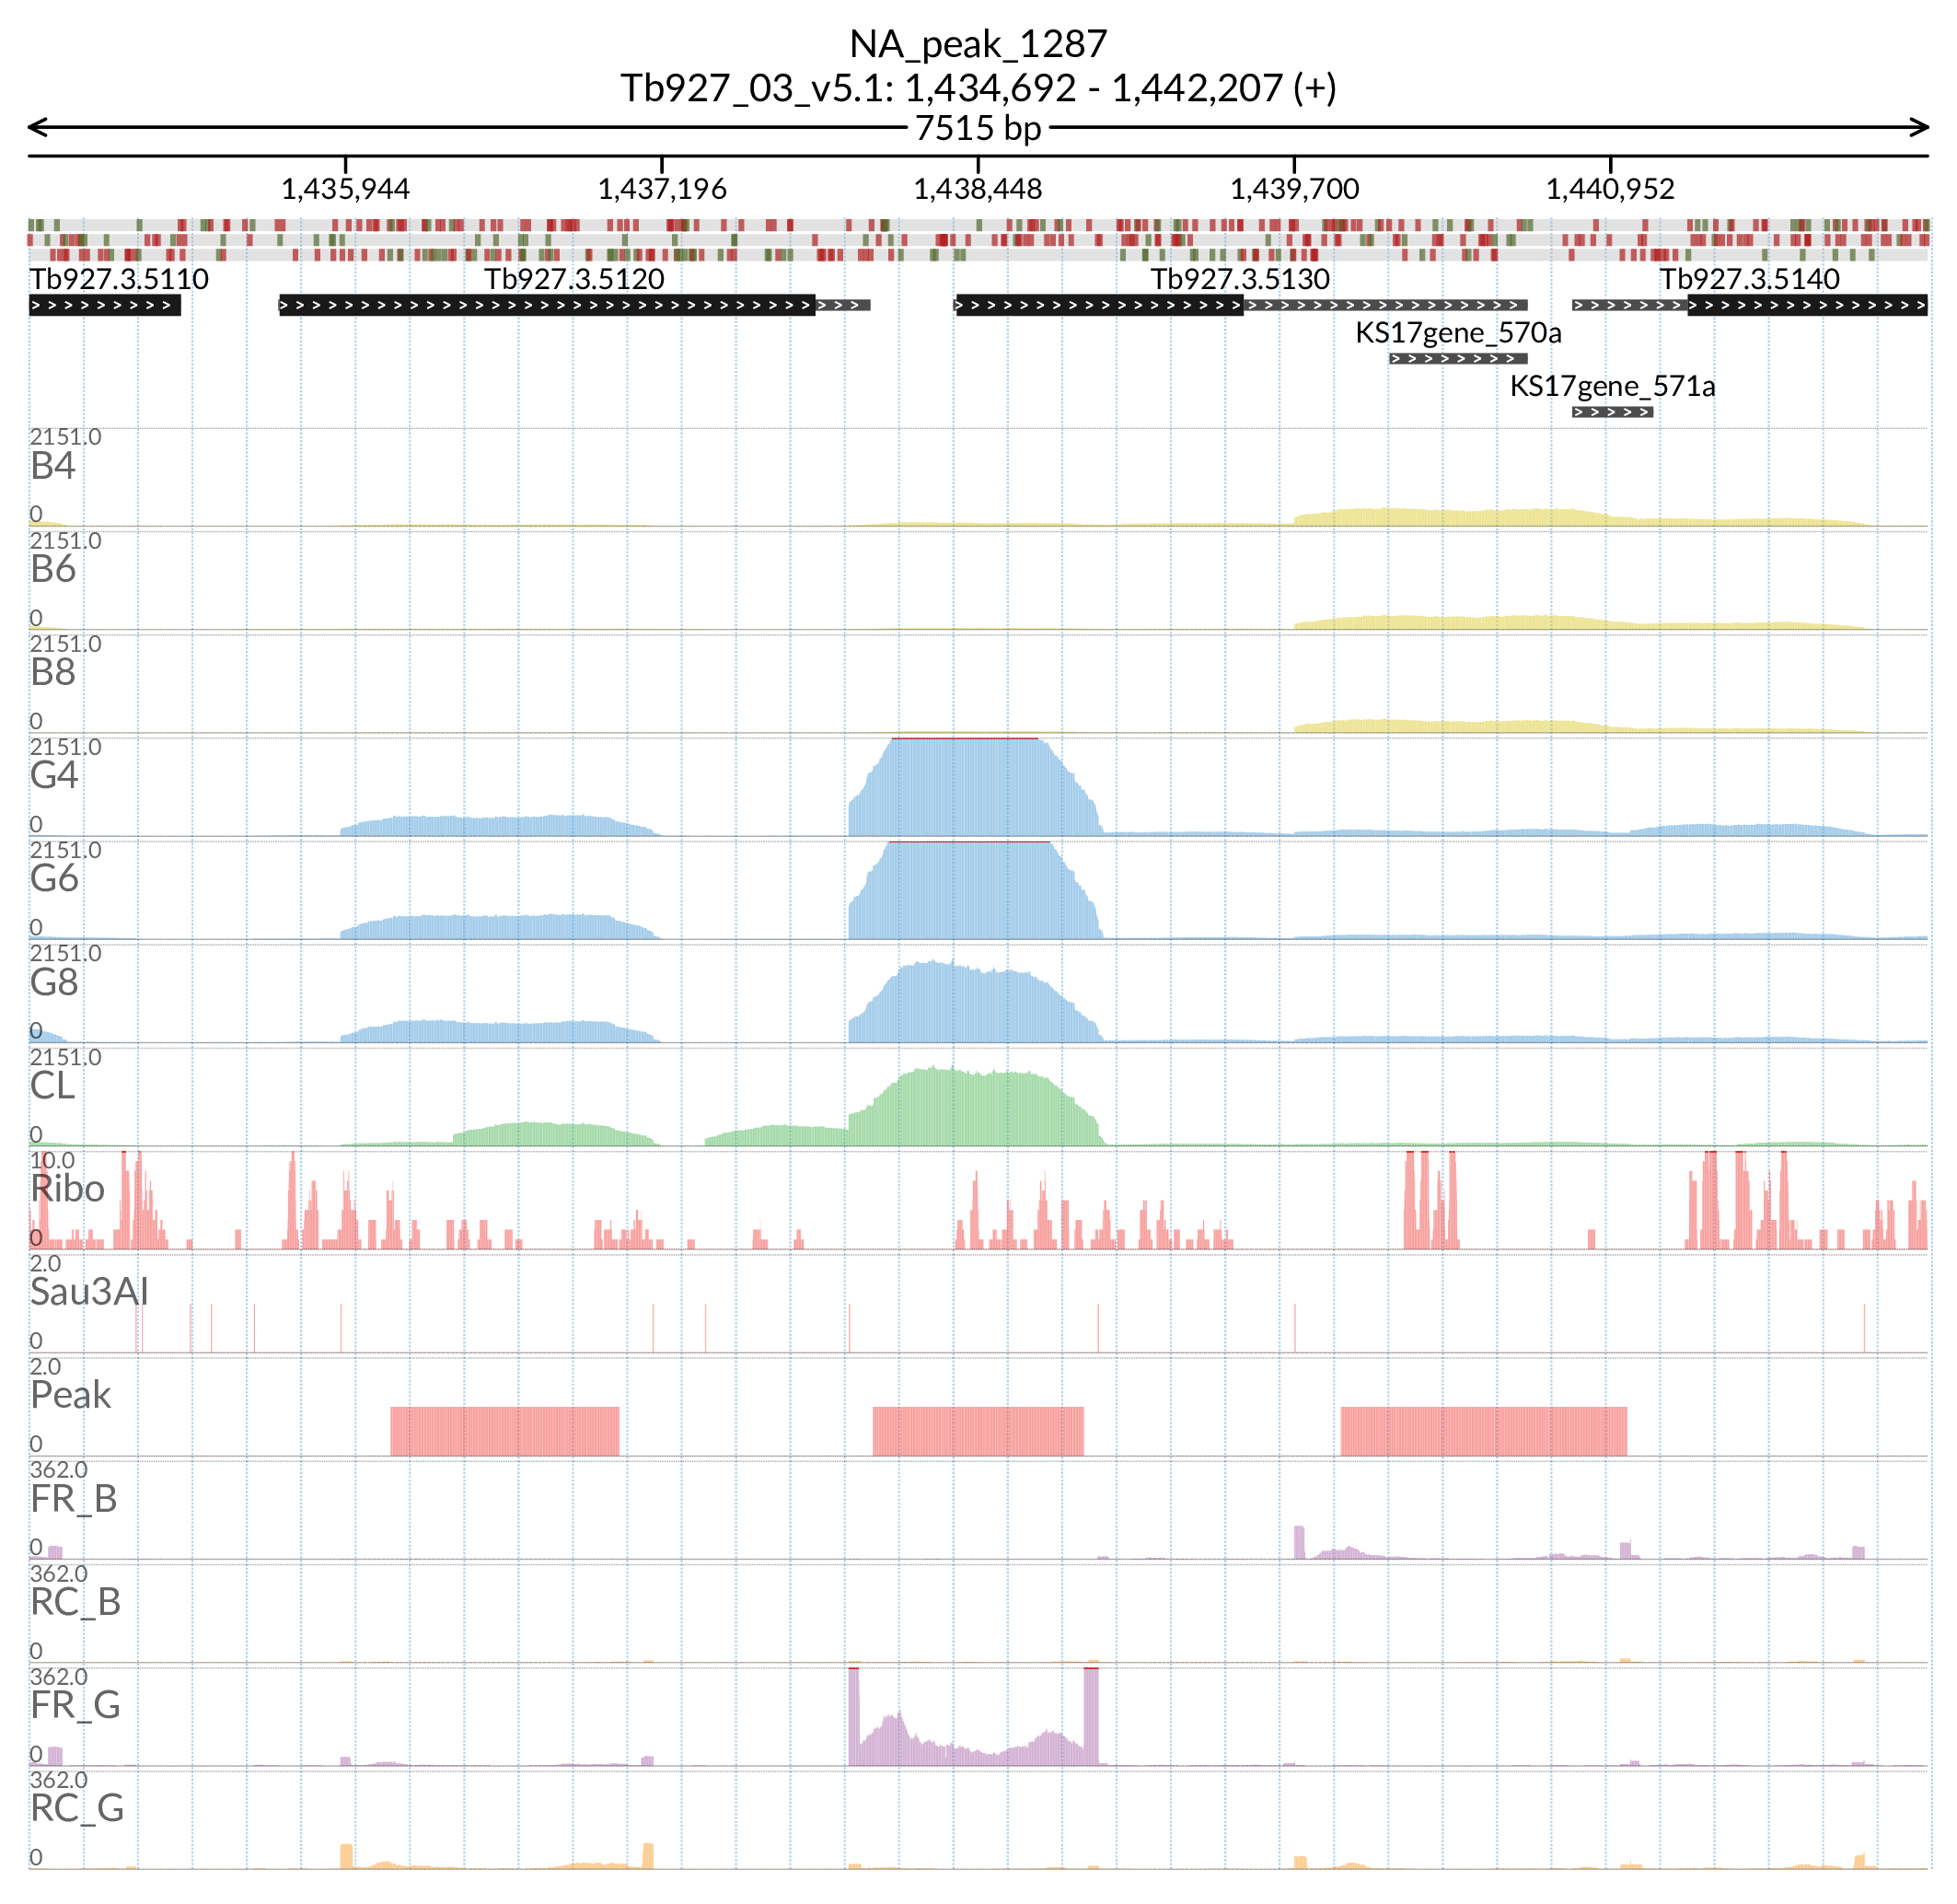 NA_peak_1287
Tb927_03_v5.1: 1,434,692 - 1,442,207 (+)
7515 bp
1,435,944 1,437,196 1,438,448 1,439,700 1,440,952
Tb927.3.5110 Tb927.3.5120 Tb927.3.5130 Tb927.3.5140
KS17gene_570a
KS17gene_571a
2151.0
B4
0
2151.0
B6
0
2151.0
B8
0
2151.0
G4
0
2151.0
G6
0
2151.0
G8
0
2151.0
CL
0
10.0
Ribo
0
2.0
Sau3AI
0
2.0
Peak
0
362.0
FR_B
0
362.0
RC_B
0
362.0
FR_G
0
362.0
RC_G
0